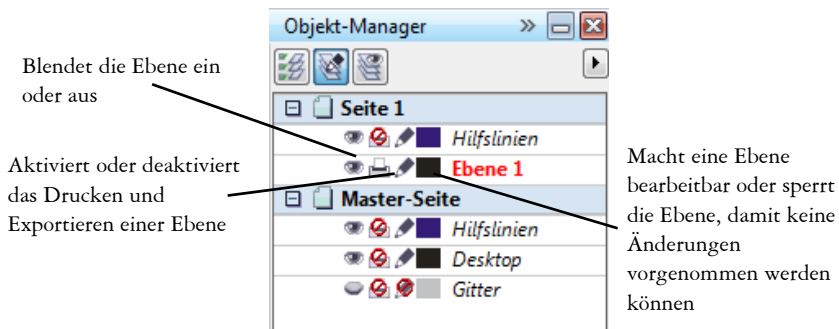 Objekt-Manager
Blendet die Ebene ein
oder aus
Aktiviert oder deaktiviert
das Drucken und
Exportieren einer Ebene
Seite 1
Hilfslinien
Ebene 1
Master-Seite
Hilfslinien
Desktop
Gitter
Macht eine Ebene
bearbeitbar oder sperrt
die Ebene, damit keine
Änderungen
vorgenommen werden
können